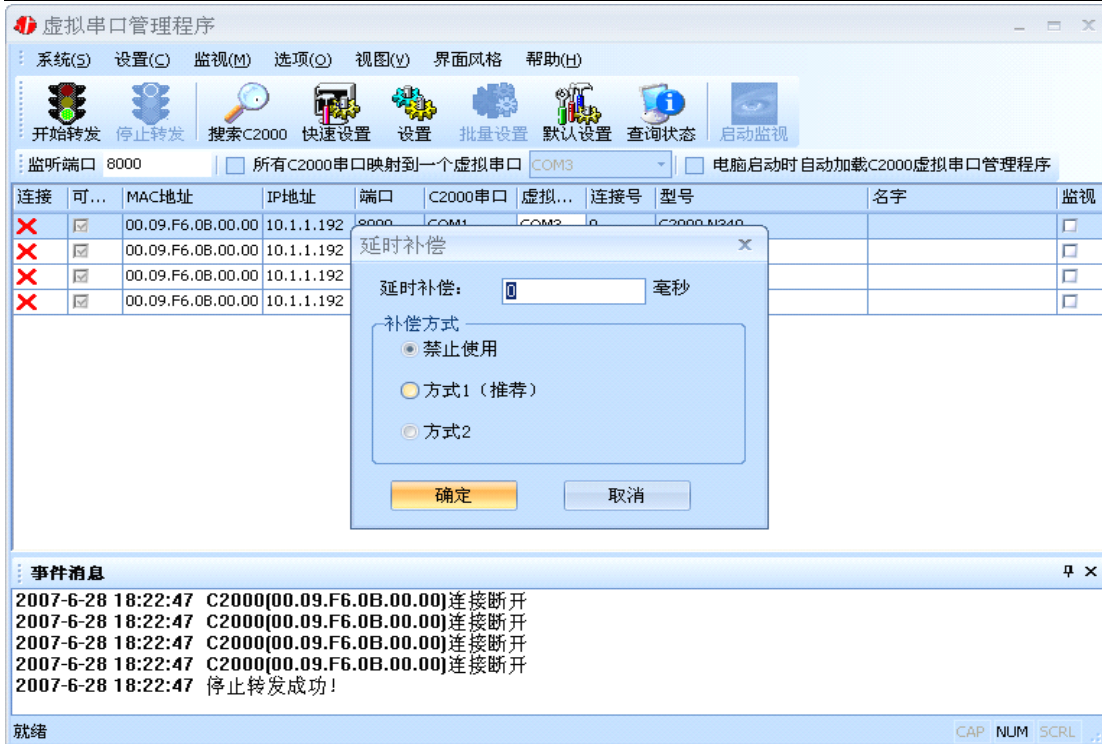 虚拟串口管理程序
系统(S) 设置(C) 监视(M) 选项(O) 视图(V) 界面风格 帮助(H)
开始转发 停止转发 搜索C2000 快速设置 设置 批量设置 默认设置 查询状态 启动监视
监听端口 8000 所有C2000串口映射到一个虚拟串口 COM3 电脑启动时自动加载C2000虚拟串口管理程序
连接 可... MAC地址 IP地址 端口 C2000串口 虚拟... 连接号 型号 名字 监视
00.09.F6.0B.00.00 10.1.1.192 8000 COM1 COM3 0 C2000 N340
00.09.F6.0B.00.00 10.1.1.192
00.09.F6.0B.00.00 10.1.1.192
00.09.F6.0B.00.00 10.1.1.192
延时补偿
延时补偿： 0 毫秒
补偿方式
禁止使用
方式1（推荐）
方式2
确定 取消
事件消息
2007-6-28 18:22:47 C2000(00.09.F6.0B.00.00)连接断开
2007-6-28 18:22:47 C2000(00.09.F6.0B.00.00)连接断开
2007-6-28 18:22:47 C2000(00.09.F6.0B.00.00)连接断开
2007-6-28 18:22:47 C2000(00.09.F6.0B.00.00)连接断开
2007-6-28 18:22:47 停止转发成功！
就绪 CAP NUM SCRL